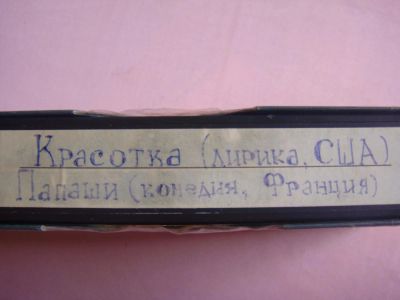 Красотка (лирика, США)
Папаши (комедия, Франция)